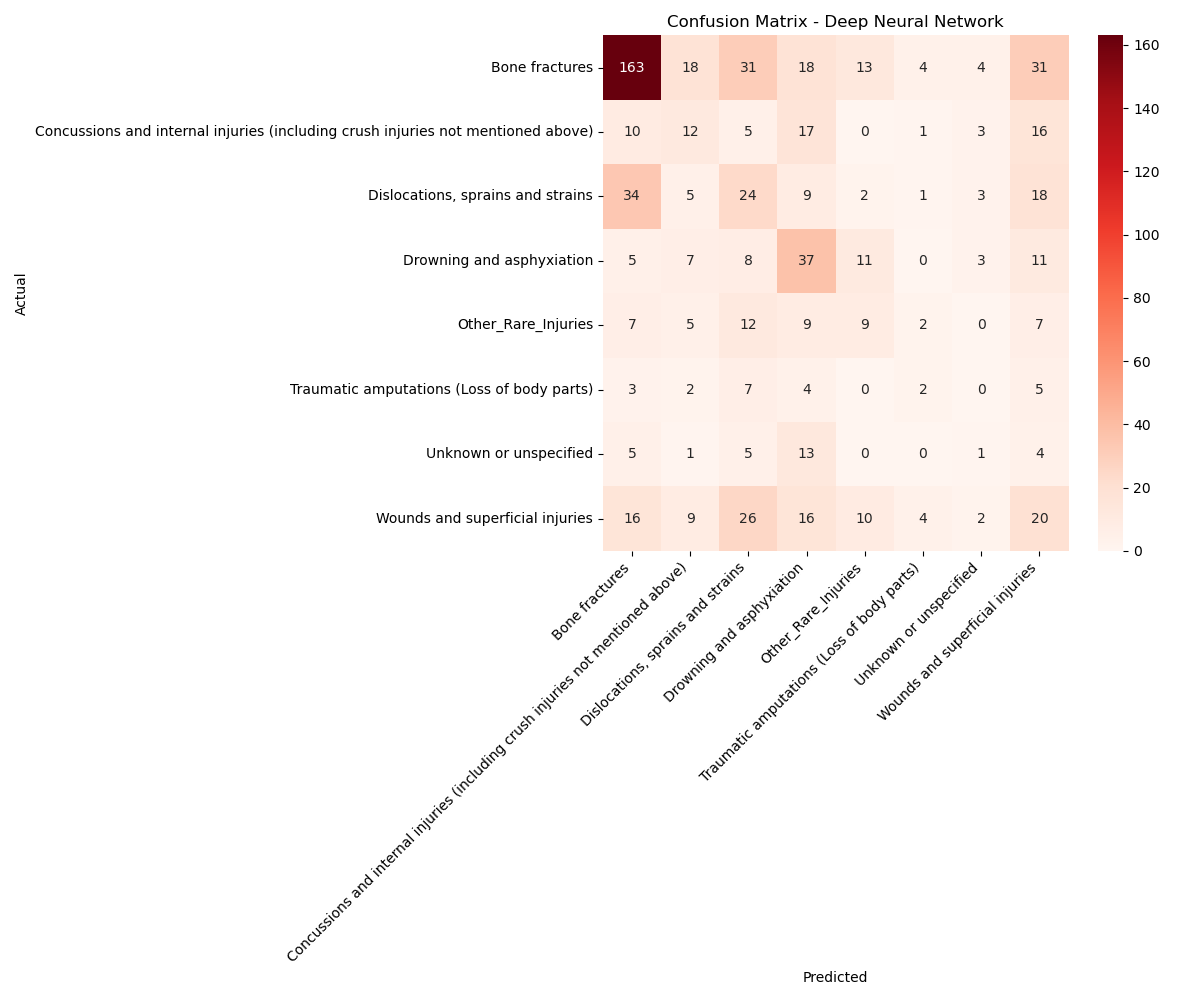 Confusion Matrix - Deep Neural Network
Actual
Bone fractures 163 18 31 18 13 4 4 31
Concussions and internal injuries (including crush injuries not mentioned above) 10 12 5 17 0 1 3 16
Dislocations, sprains and strains 34 5 24 9 2 1 3 18
Drowning and asphyxiation 5 7 8 37 11 0 3 11
Other_Rare_Injuries 7 5 12 9 9 2 0 7
Traumatic amputations (Loss of body parts) 3 2 7 4 0 2 0 5
Unknown or unspecified 5 1 5 13 0 0 1 4
Wounds and superficial injuries 16 9 26 16 10 4 2 20
Bone fractures
Concussions and internal injuries (including crush injuries not mentioned above)
Dislocations, sprains and strains
Drowning and asphyxiation
Other_Rare_Injuries
Traumatic amputations (Loss of body parts)
Unknown or unspecified
Wounds and superficial injuries
Predicted
160
140
120
100
80
60
40
20
0